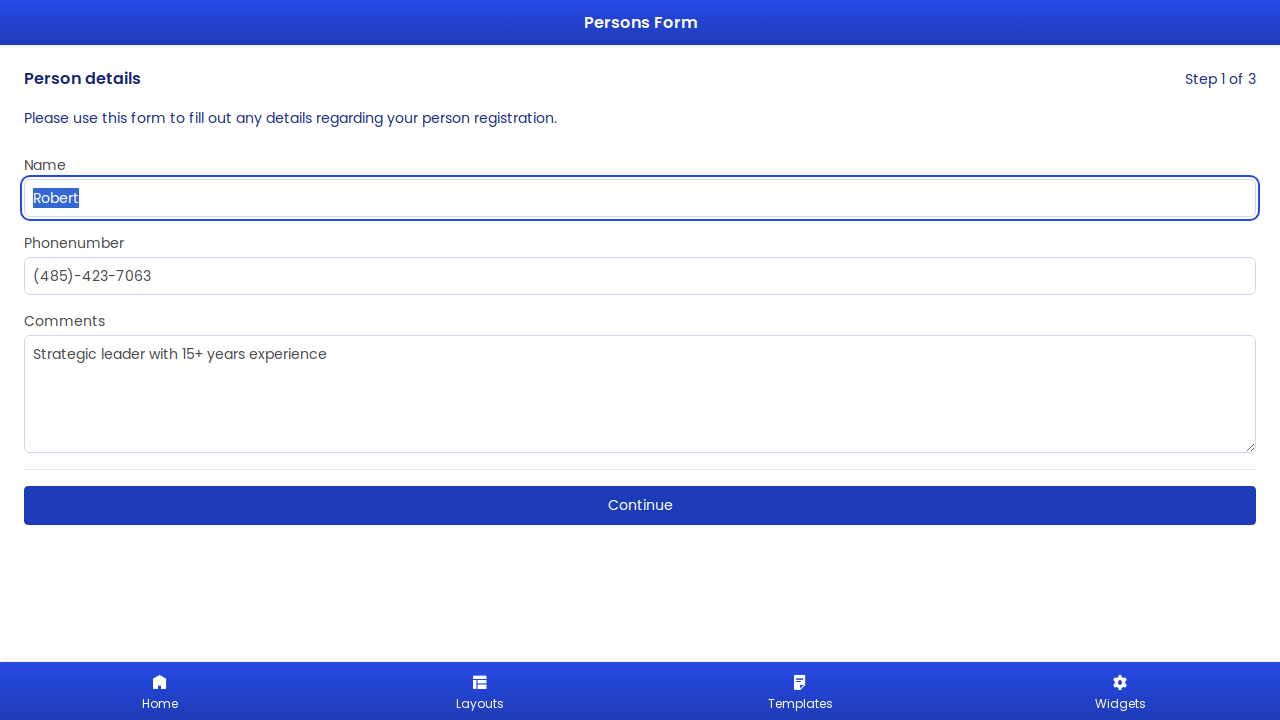 Persons Form
Person details
Step 1 of 3
Please use this form to fill out any details regarding your person registration.
Name
Robert
Phonenumber
(485)-423-7063
Comments
Strategic leader with 15+ years experience
Continue
Home
Layouts
Templates
Widgets